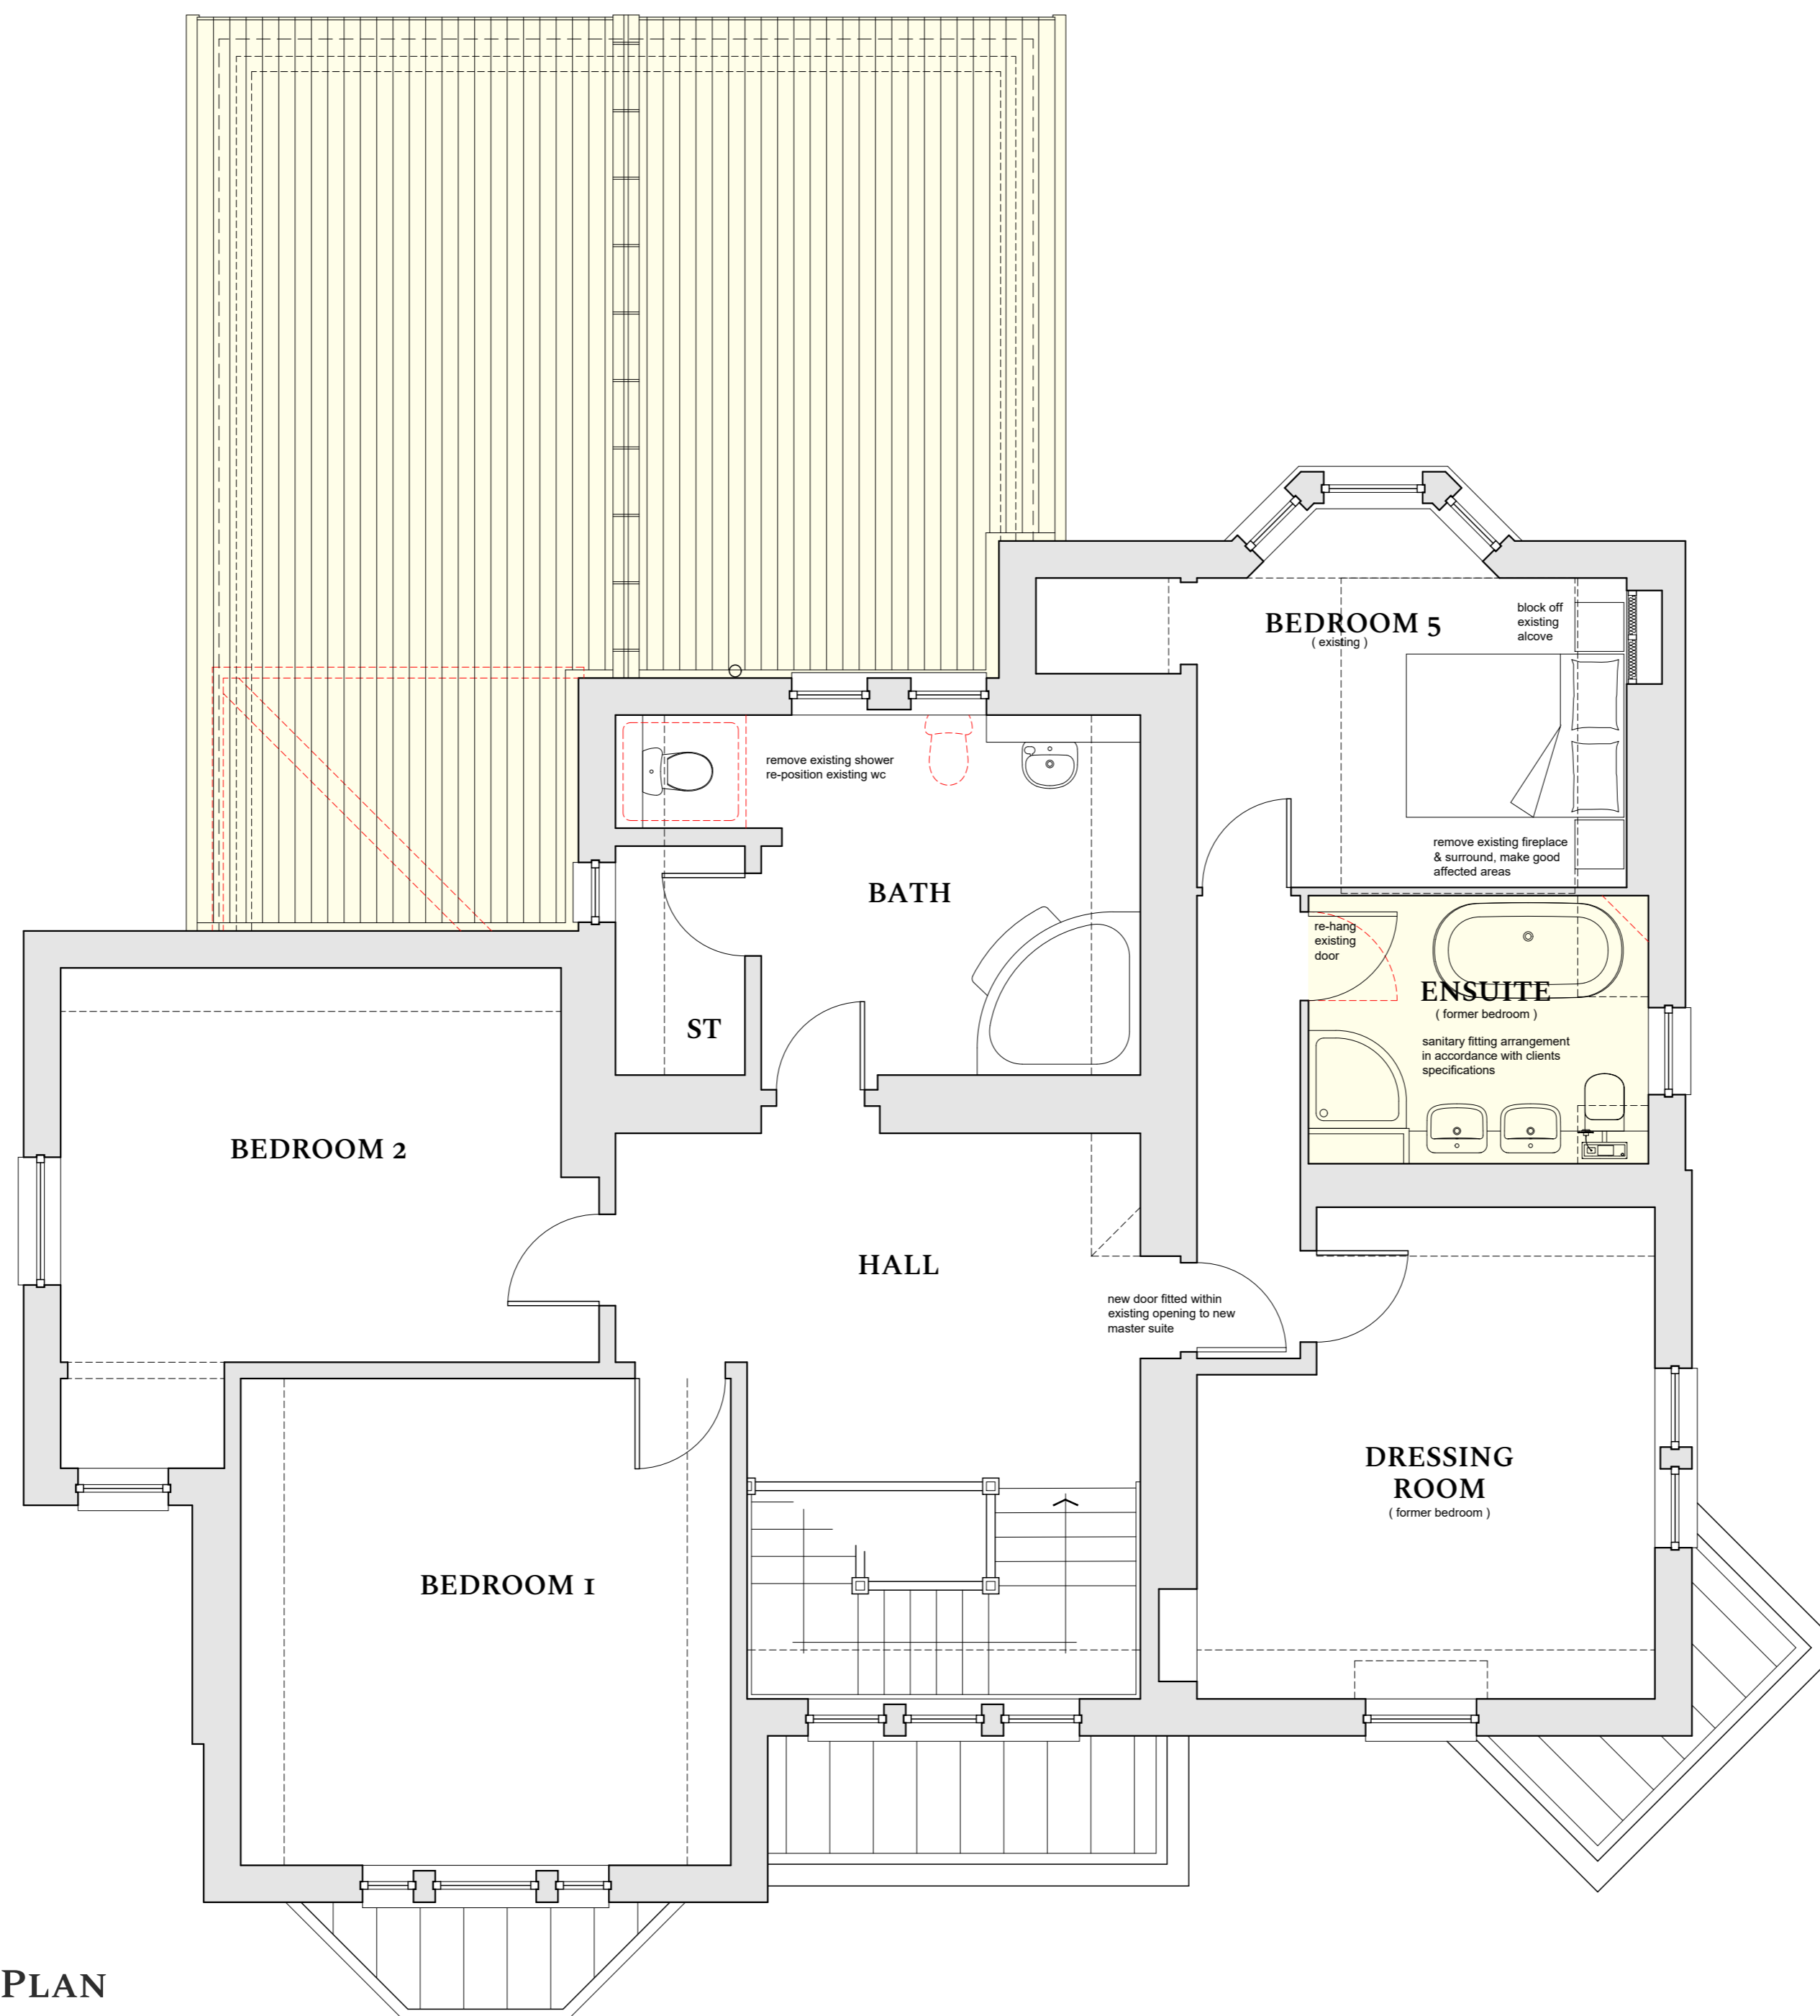 BEDROOM 5
( existing )
block off
existing
alcove
remove existing shower
re-position existing wc
remove existing fireplace
& surround, make good
affected areas
BATH
re-hang
existing
door
ENSUITE
( former bedroom )
sanitary fitting arrangement
in accordance with clients
specifications
ST
BEDROOM 2
HALL
new door fitted within
existing opening to new
master suite
DRESSING
ROOM
( former bedroom )
BEDROOM 1
PLAN